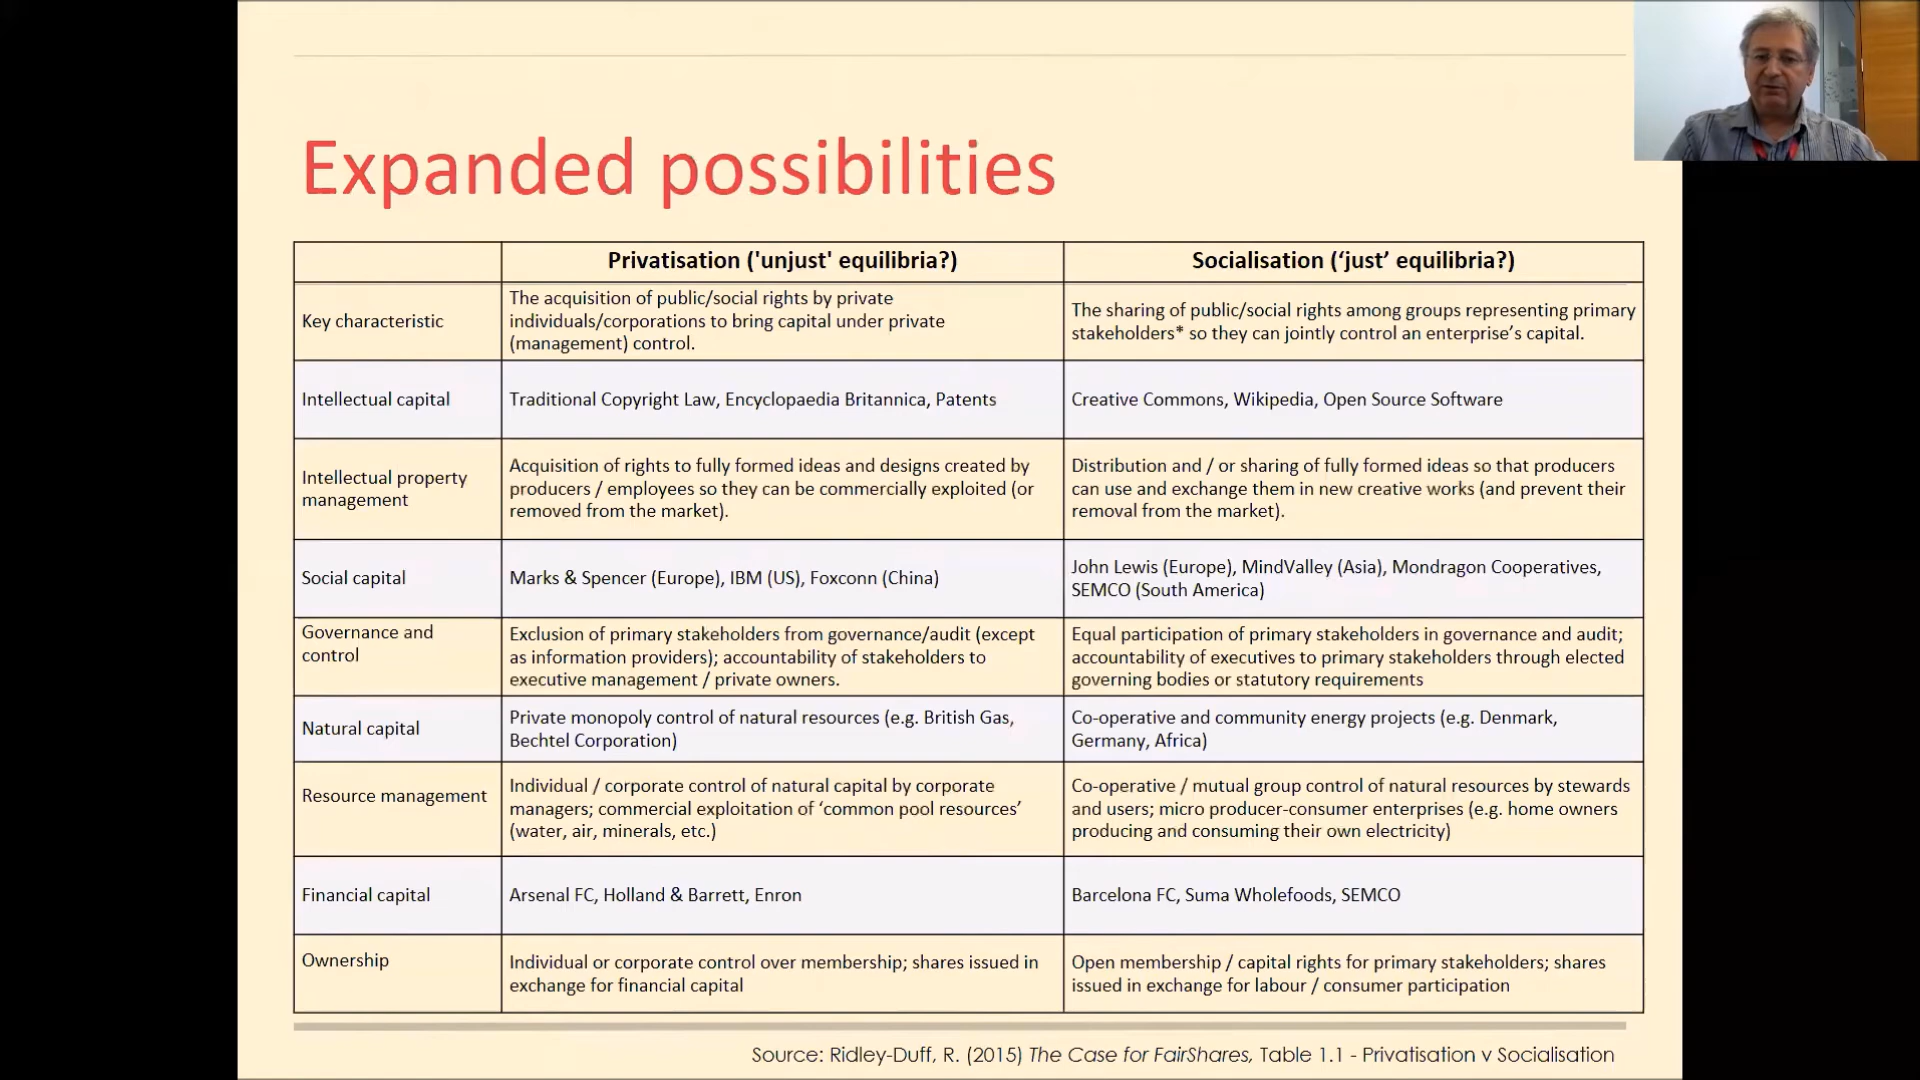 Expanded possibilities
Privatisation ('unjust' equilibria?)
Socialisation (‘just’ equilibria?)
Key characteristic
The acquisition of public/social rights by private
individuals/corporations to bring capital under private
(management) control.
The sharing of public/social rights among groups representing primary
stakeholders* so they can jointly control an enterprise’s capital.
Intellectual capital
Traditional Copyright Law, Encyclopaedia Britannica, Patents
Creative Commons, Wikipedia, Open Source Software
Intellectual property
management
Acquisition of rights to fully formed ideas and designs created by
producers / employees so they can be commercially exploited (or
removed from the market).
Distribution and / or sharing of fully formed ideas so that producers
can use and exchange them in new creative works (and prevent their
removal from the market).
Social capital
Marks & Spencer (Europe), IBM (US), Foxconn (China)
John Lewis (Europe), MindValley (Asia), Mondragon Cooperatives,
SEMCO (South America)
Governance and
control
Exclusion of primary stakeholders from governance/audit (except
as information providers); accountability of stakeholders to
executive management / private owners.
Equal participation of primary stakeholders in governance and audit;
accountability of executives to primary stakeholders through elected
governing bodies or statutory requirements
Natural capital
Private monopoly control of natural resources (e.g. British Gas,
Bechtel Corporation)
Co-operative and community energy projects (e.g. Denmark,
Germany, Africa)
Resource management
Individual / corporate control of natural capital by corporate
managers; commercial exploitation of ‘common pool resources’
(water, air, minerals, etc.)
Co-operative / mutual group control of natural resources by stewards
and users; micro producer-consumer enterprises (e.g. home owners
producing and consuming their own electricity)
Financial capital
Arsenal FC, Holland & Barrett, Enron
Barcelona FC, Suma Wholefoods, SEMCO
Ownership
Individual or corporate control over membership; shares issued in
exchange for financial capital
Open membership / capital rights for primary stakeholders; shares
issued in exchange for labour / consumer participation
Source: Ridley-Duff, R. (2015) The Case for FairShares, Table 1.1 - Privatisation v Socialisation